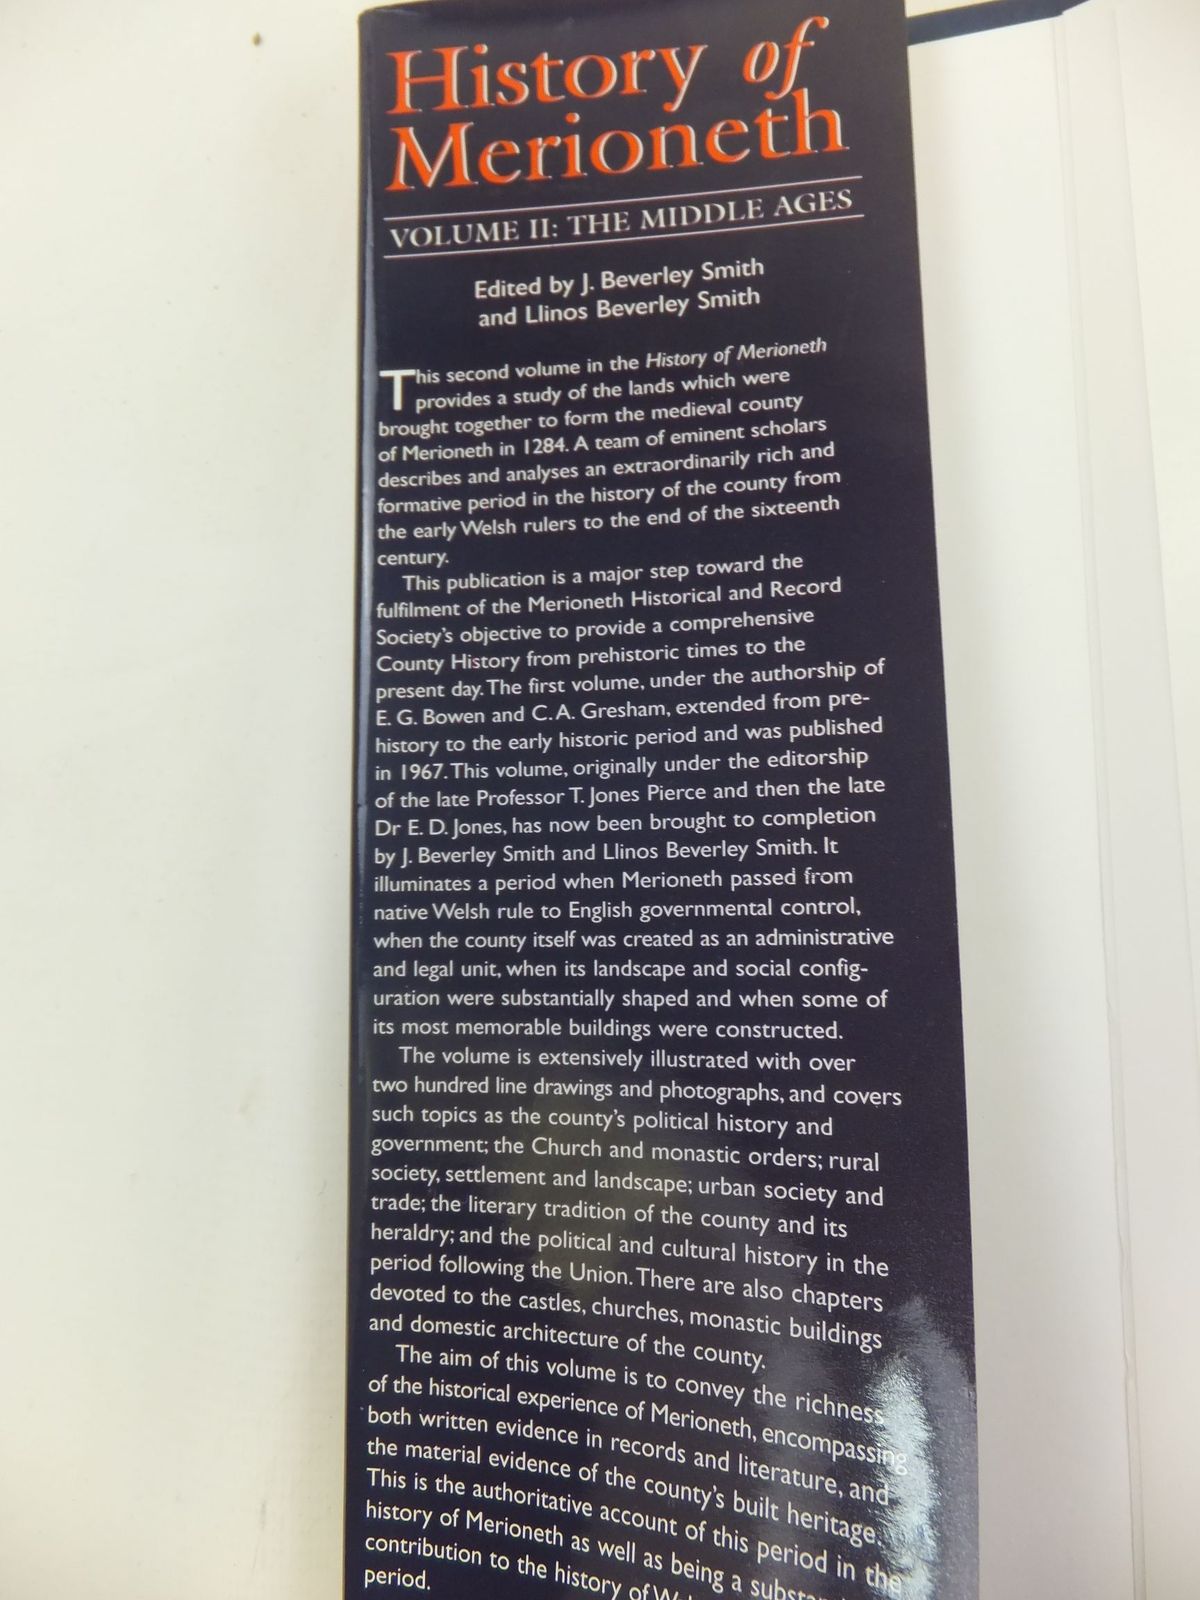 History of
Merioneth
VOLUME II: THE MIDDLE AGES
Edited by J. Beverley Smith
and Llinos Beverley Smith
This second volume in the History of Merioneth
provides a study of the lands which were
brought together to form the medieval county
of Merioneth in 1284. A team of eminent scholars
describes and analyses an extraordinarily rich and
formative period in the history of the county from
the early Welsh rulers to the end of the sixteenth
century.
This publication is a major step toward the
fulfilment of the Merioneth Historical and Record
Society's objective to provide a comprehensive
County History from prehistoric times to the
present day. The first volume, under the authorship of
E. G. Bowen and C. A. Gresham, extended from pre-
history to the early historic period and was published
in 1967. This volume, originally under the editorship
of the late Professor T. Jones Pierce and then the late
Dr E. D. Jones, has now been brought to completion
by J. Beverley Smith and Llinos Beverley Smith. It
illuminates a period when Merioneth passed from
native Welsh rule to English governmental control,
when the county itself was created as an administrative
and legal unit, when its landscape and social config-
uration were substantially shaped and when some of
its most memorable buildings were constructed.
The volume is extensively illustrated with over
two hundred line drawings and photographs, and covers
such topics as the county's political history and
government; the Church and monastic orders; rural
society, settlement and landscape; urban society and
trade; the literary tradition of the county and its
heraldry; and the political and cultural history in the
period following the Union. There are also chapters
devoted to the castles, churches, monastic buildings
and domestic architecture of the county.
The aim of this volume is to convey the richness
of the historical experience of Merioneth, encompassing
both written evidence in records and literature, and
the material evidence of the county's built heritage.
This is the authoritative account of this period in the
history of Merioneth as well as being a
contribution to the history of
period.